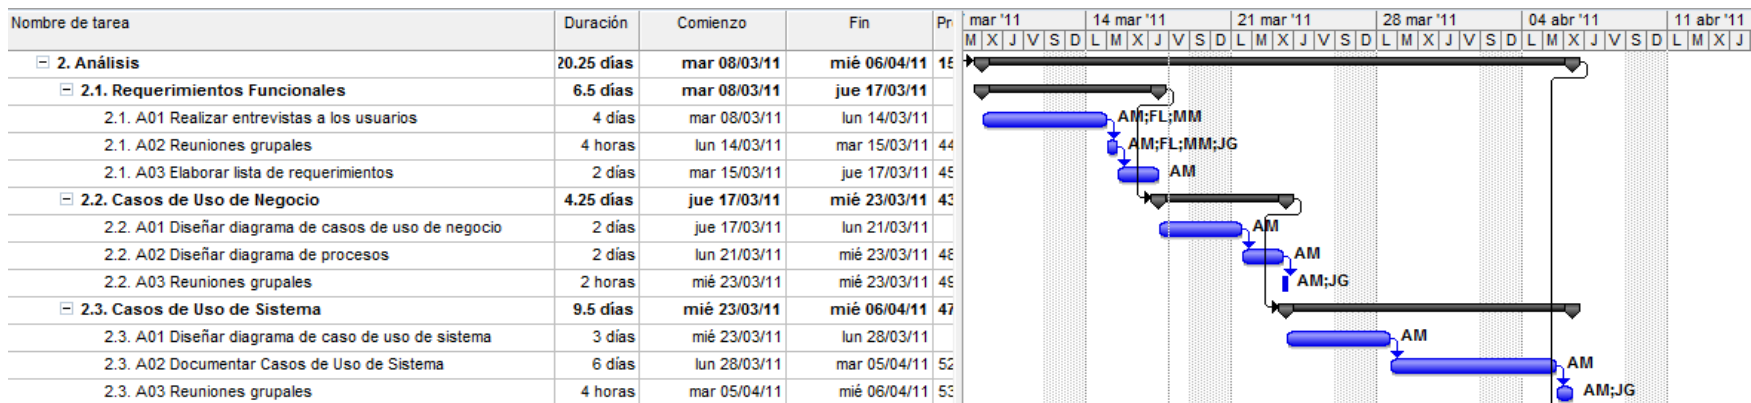 Nombre de tarea Duración Comienzo Fin Pr mar '11 14 mar '11 21 mar '11 28 mar '11 04 abr '11 11 abr '11
M X J V S D L M X J V S D L M X J V S D L M X J V S D L M X J V S D L M X J
2. Análisis 20.25 días mar 08/03/11 mié 06/04/11 15
2.1. Requerimientos Funcionales 6.5 días mar 08/03/11 jue 17/03/11
2.1. A01 Realizar entrevistas a los usuarios 4 días mar 08/03/11 lun 14/03/11 AM;FL;MM
2.1. A02 Reuniones grupales 4 horas lun 14/03/11 mar 15/03/11 44 AM;FL;MM;JG
2.1. A03 Elaborar lista de requerimientos 2 días mar 15/03/11 jue 17/03/11 45 AM
2.2. Casos de Uso de Negocio 4.25 días jue 17/03/11 mié 23/03/11 43
2.2. A01 Diseñar diagrama de casos de uso de negocio 2 días jue 17/03/11 lun 21/03/11 AM
2.2. A02 Diseñar diagrama de procesos 2 días lun 21/03/11 mié 23/03/11 48 AM
2.2. A03 Reuniones grupales 2 horas mié 23/03/11 mié 23/03/11 49 AM;JG
2.3. Casos de Uso de Sistema 9.5 días mié 23/03/11 mié 06/04/11 47
2.3. A01 Diseñar diagrama de caso de uso de sistema 3 días mié 23/03/11 lun 28/03/11 AM
2.3. A02 Documentar Casos de Uso de Sistema 6 días lun 28/03/11 mar 05/04/11 52 AM
2.3. A03 Reuniones grupales 4 horas mar 05/04/11 mié 06/04/11 53 AM;JG